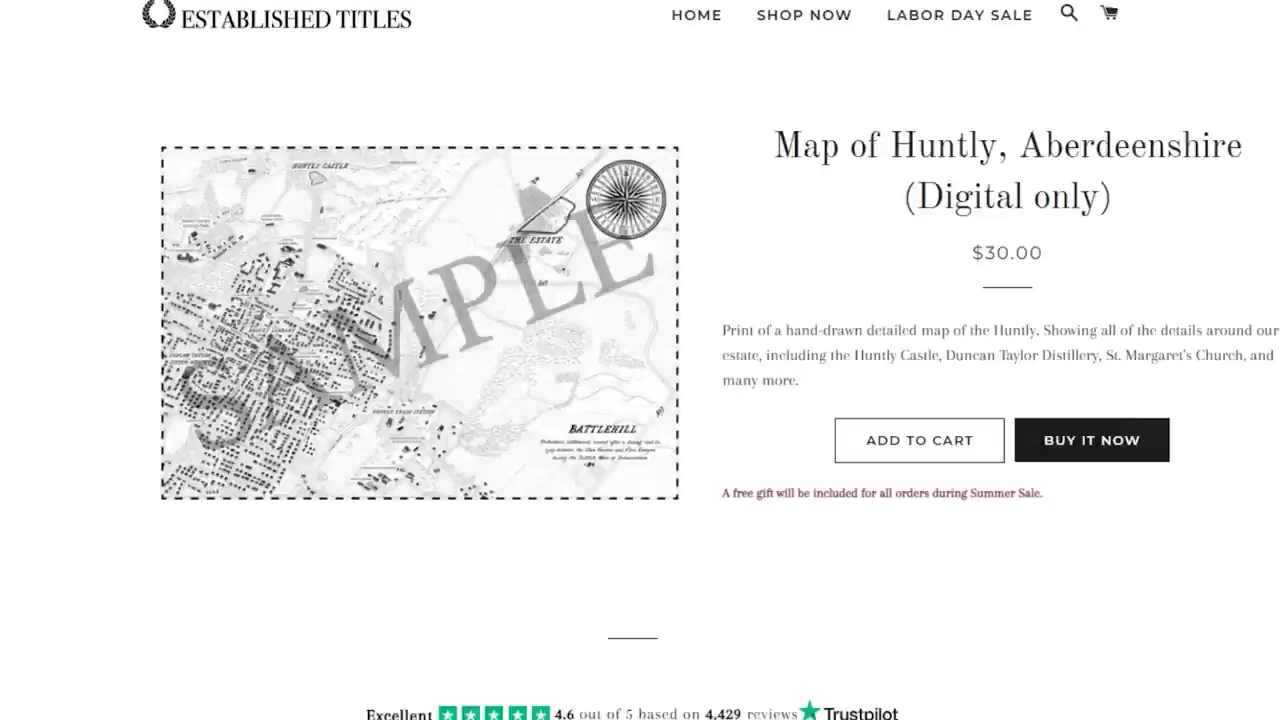 ESTABLISHED TITLES
HOME SHOP NOW LABOR DAY SALE
HUNTLY CASTLE
THE ESTATE
SAMPLE
BATTLEHILL
Map of Huntly, Aberdeenshire
(Digital only)
$30.00
Print of a hand-drawn detailed map of the Huntly. Showing all of the details around our
estate, including the Huntly Castle, Duncan Taylor Distillery, St. Margaret's Church, and
many more.
ADD TO CART BUY IT NOW
A free gift will be included for all orders during Summer Sale.
Excellent 4.6 out of 5 based on 4,429 reviews Trustpilot